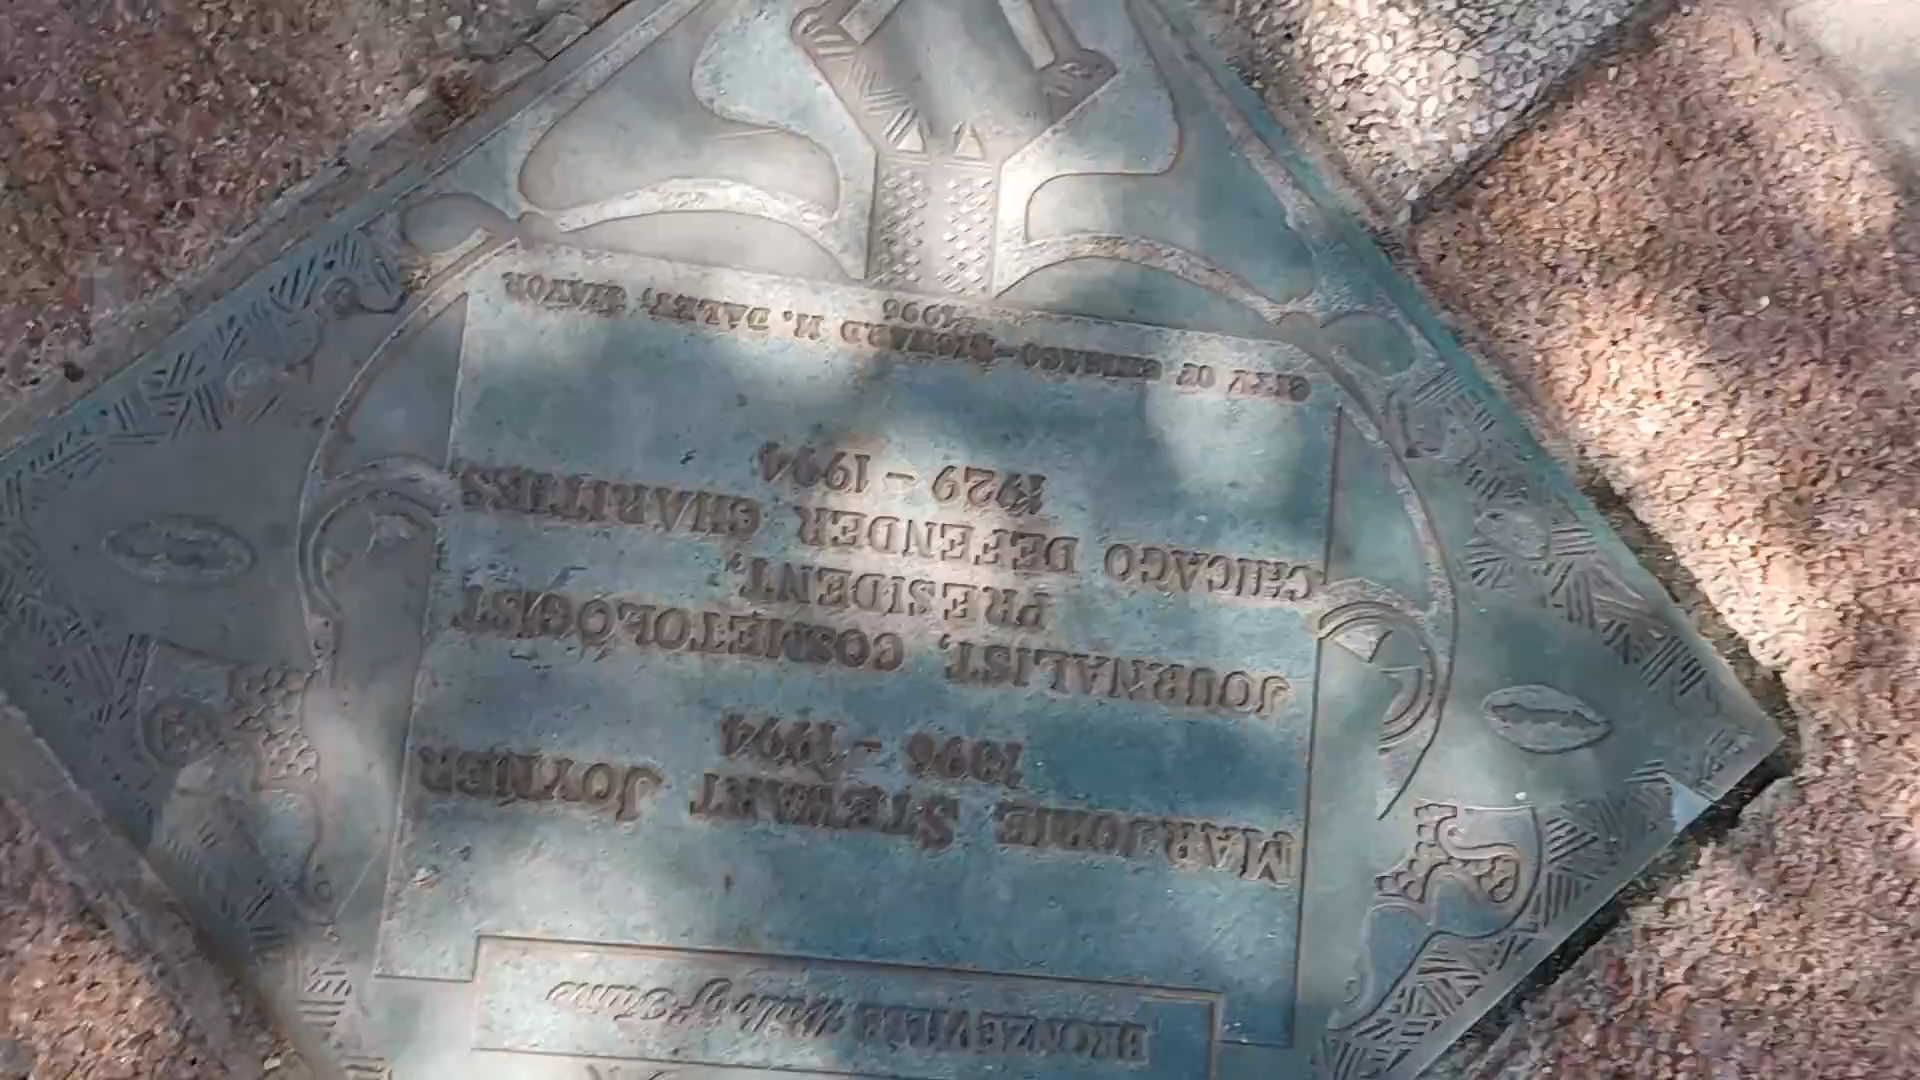 BRONZEVILLE Walk of Fame
MARJORIE STEWART JOYNER
1896 - 1994
JOURNALIST, COSMETOLOGIST
PRESIDENT,
CHICAGO DEFENDER CHARITIES
1929 - 1994
CITY OF CHICAGO-RICHARD M. DALEY, MAYOR
1996